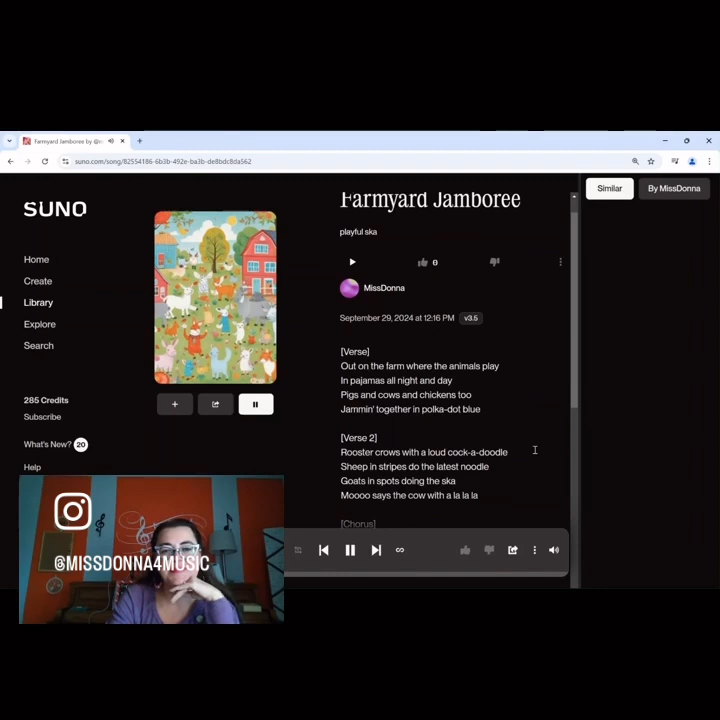 Farmyard Jamboree by @m
suno.com/song/82554186-6b3b-492e-ba3b-de8bdc8da562
Similar
By MissDonna
SUNO
Home
Create
Library
Explore
Search
285 Credits
Subscribe
What's New? 20
Help
Farmyard Jamboree
playful ska
0
MissDonna
September 29, 2024 at 12:16 PM v3.5
[Verse]
Out on the farm where the animals play
In pajamas all night and day
Pigs and cows and chickens too
Jammin' together in polka-dot blue
[Verse 2]
Rooster crows with a loud cock-a-doodle
Sheep in stripes do the latest noodle
Goats in spots doing the ska
Moooo says the cow with a la la la
[Chorus]
@MISSDONNA4MUSIC